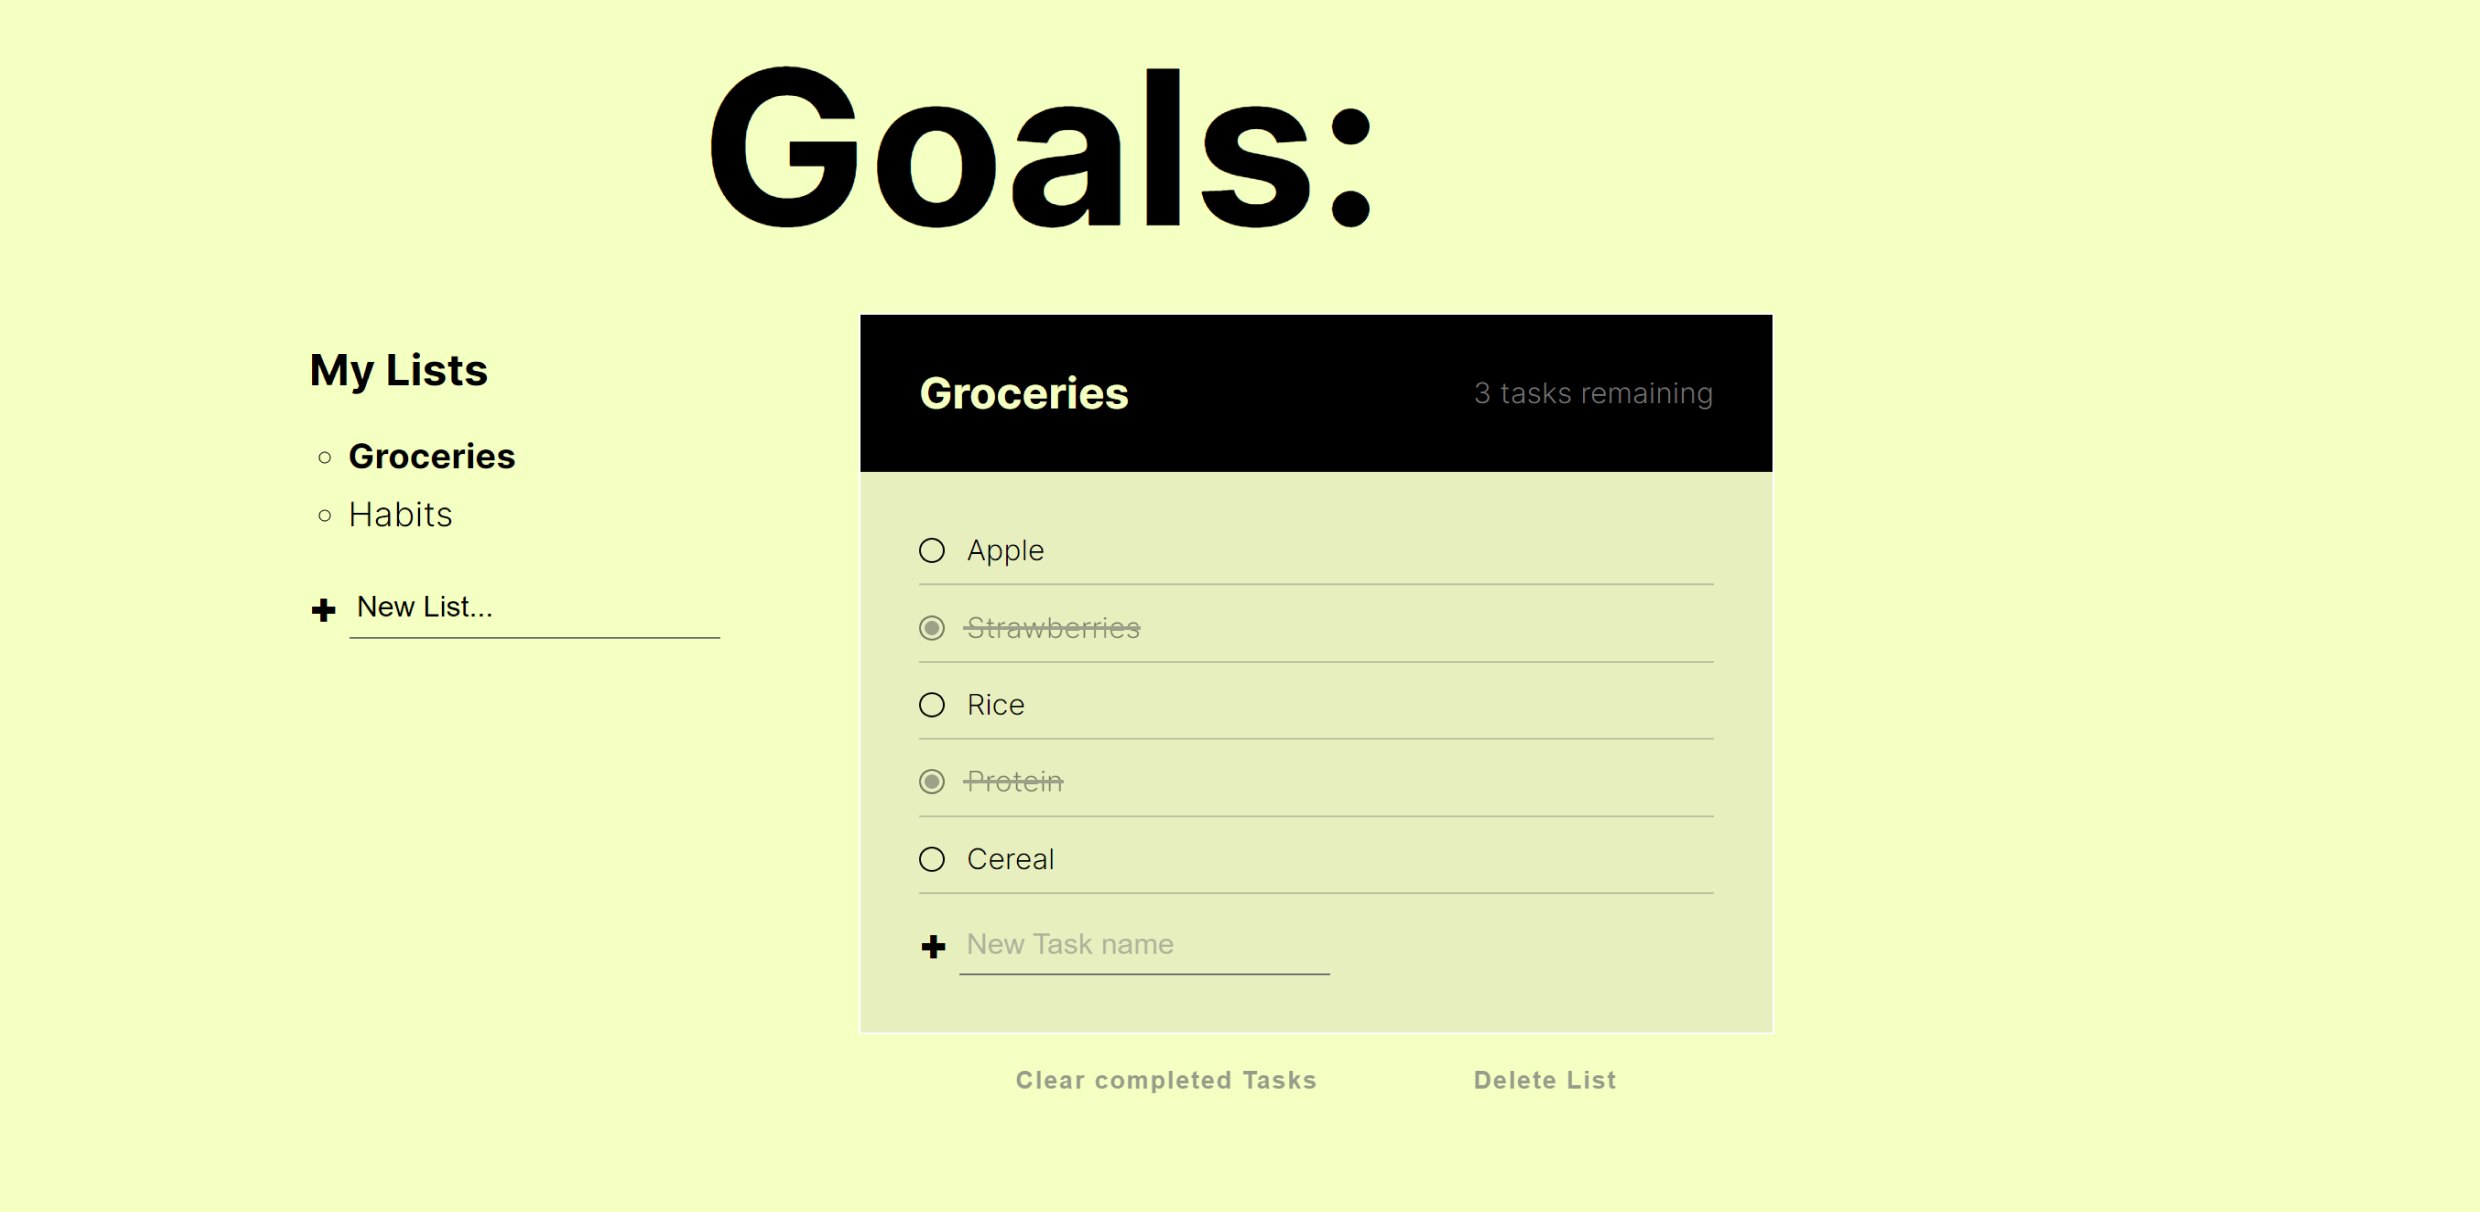 Goals:
My Lists
Groceries
Habits
New List...
Groceries
3 tasks remaining
Apple
Strawberries
Rice
Protein
Cereal
New Task name
Clear completed Tasks
Delete List